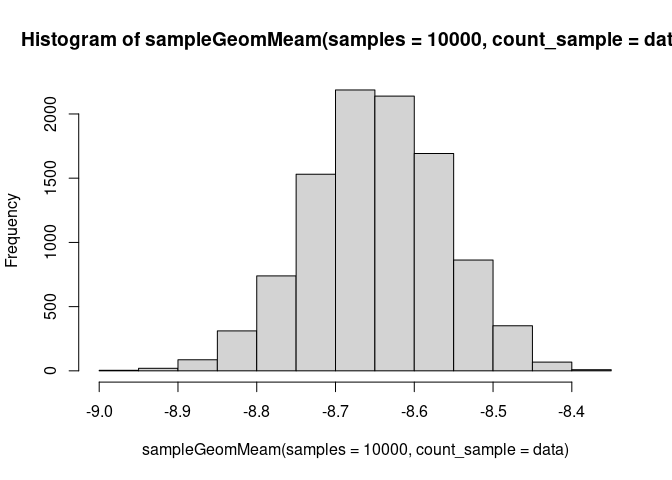 Histogram of sampleGeomMeam(samples = 10000, count_sample = dat
Frequency
2000
1500
1000
500
0
-9.0 -8.9 -8.8 -8.7 -8.6 -8.5 -8.4
sampleGeomMeam(samples = 10000, count_sample = data)